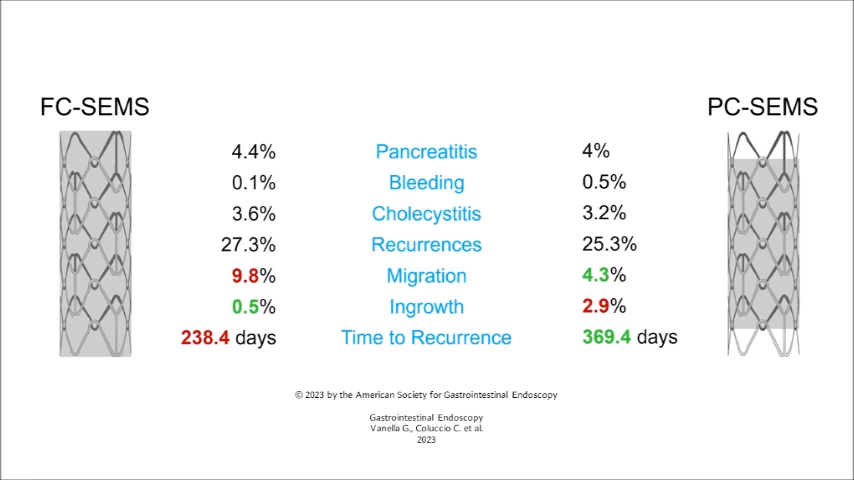 FC-SEMS
PC-SEMS
4.4% Pancreatitis 4%
0.1% Bleeding 0.5%
3.6% Cholecystitis 3.2%
27.3% Recurrences 25.3%
9.8% Migration 4.3%
0.5% Ingrowth 2.9%
238.4 days Time to Recurrence 369.4 days
© 2023 by the American Society for Gastrointestinal Endoscopy
Gastrointestinal Endoscopy
Vanella G., Coluccio C. et al.
2023